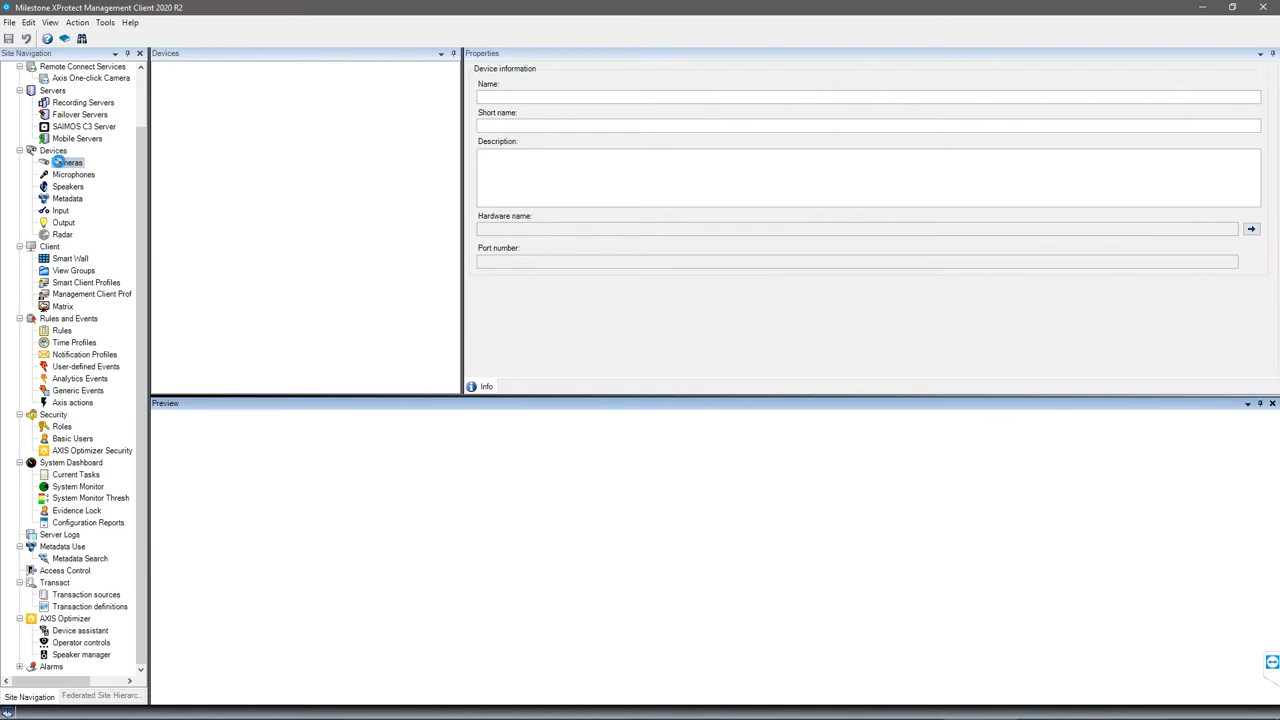 Milestone XProtect Management Client 2020 R2
File Edit View Action Tools Help
Site Navigation
Remote Connect Services
Axis One-click Camera
Servers
Recording Servers
Failover Servers
SAIMOS C3 Server
Mobile Servers
Devices
Microphones
Speakers
Metadata
Input
Output
Radar
Client
Smart Wall
View Groups
Smart Client Profiles
Management Client Prof
Matrix
Rules and Events
Rules
Time Profiles
Notification Profiles
User-defined Events
Analytics Events
Generic Events
Axis actions
Security
Roles
Basic Users
AXIS Optimizer Security
System Dashboard
Current Tasks
System Monitor
System Monitor Thresh
Evidence Lock
Configuration Reports
Server Logs
Metadata Use
Metadata Search
Access Control
Transact
Transaction sources
Transaction definitions
AXIS Optimizer
Device assistant
Operator controls
Speaker manager
Alarms
Site Navigation Federated Site Hierarc...
Devices
Properties
Device information
Name:
Short name:
Description:
Hardware name:
Port number:
Info
Preview